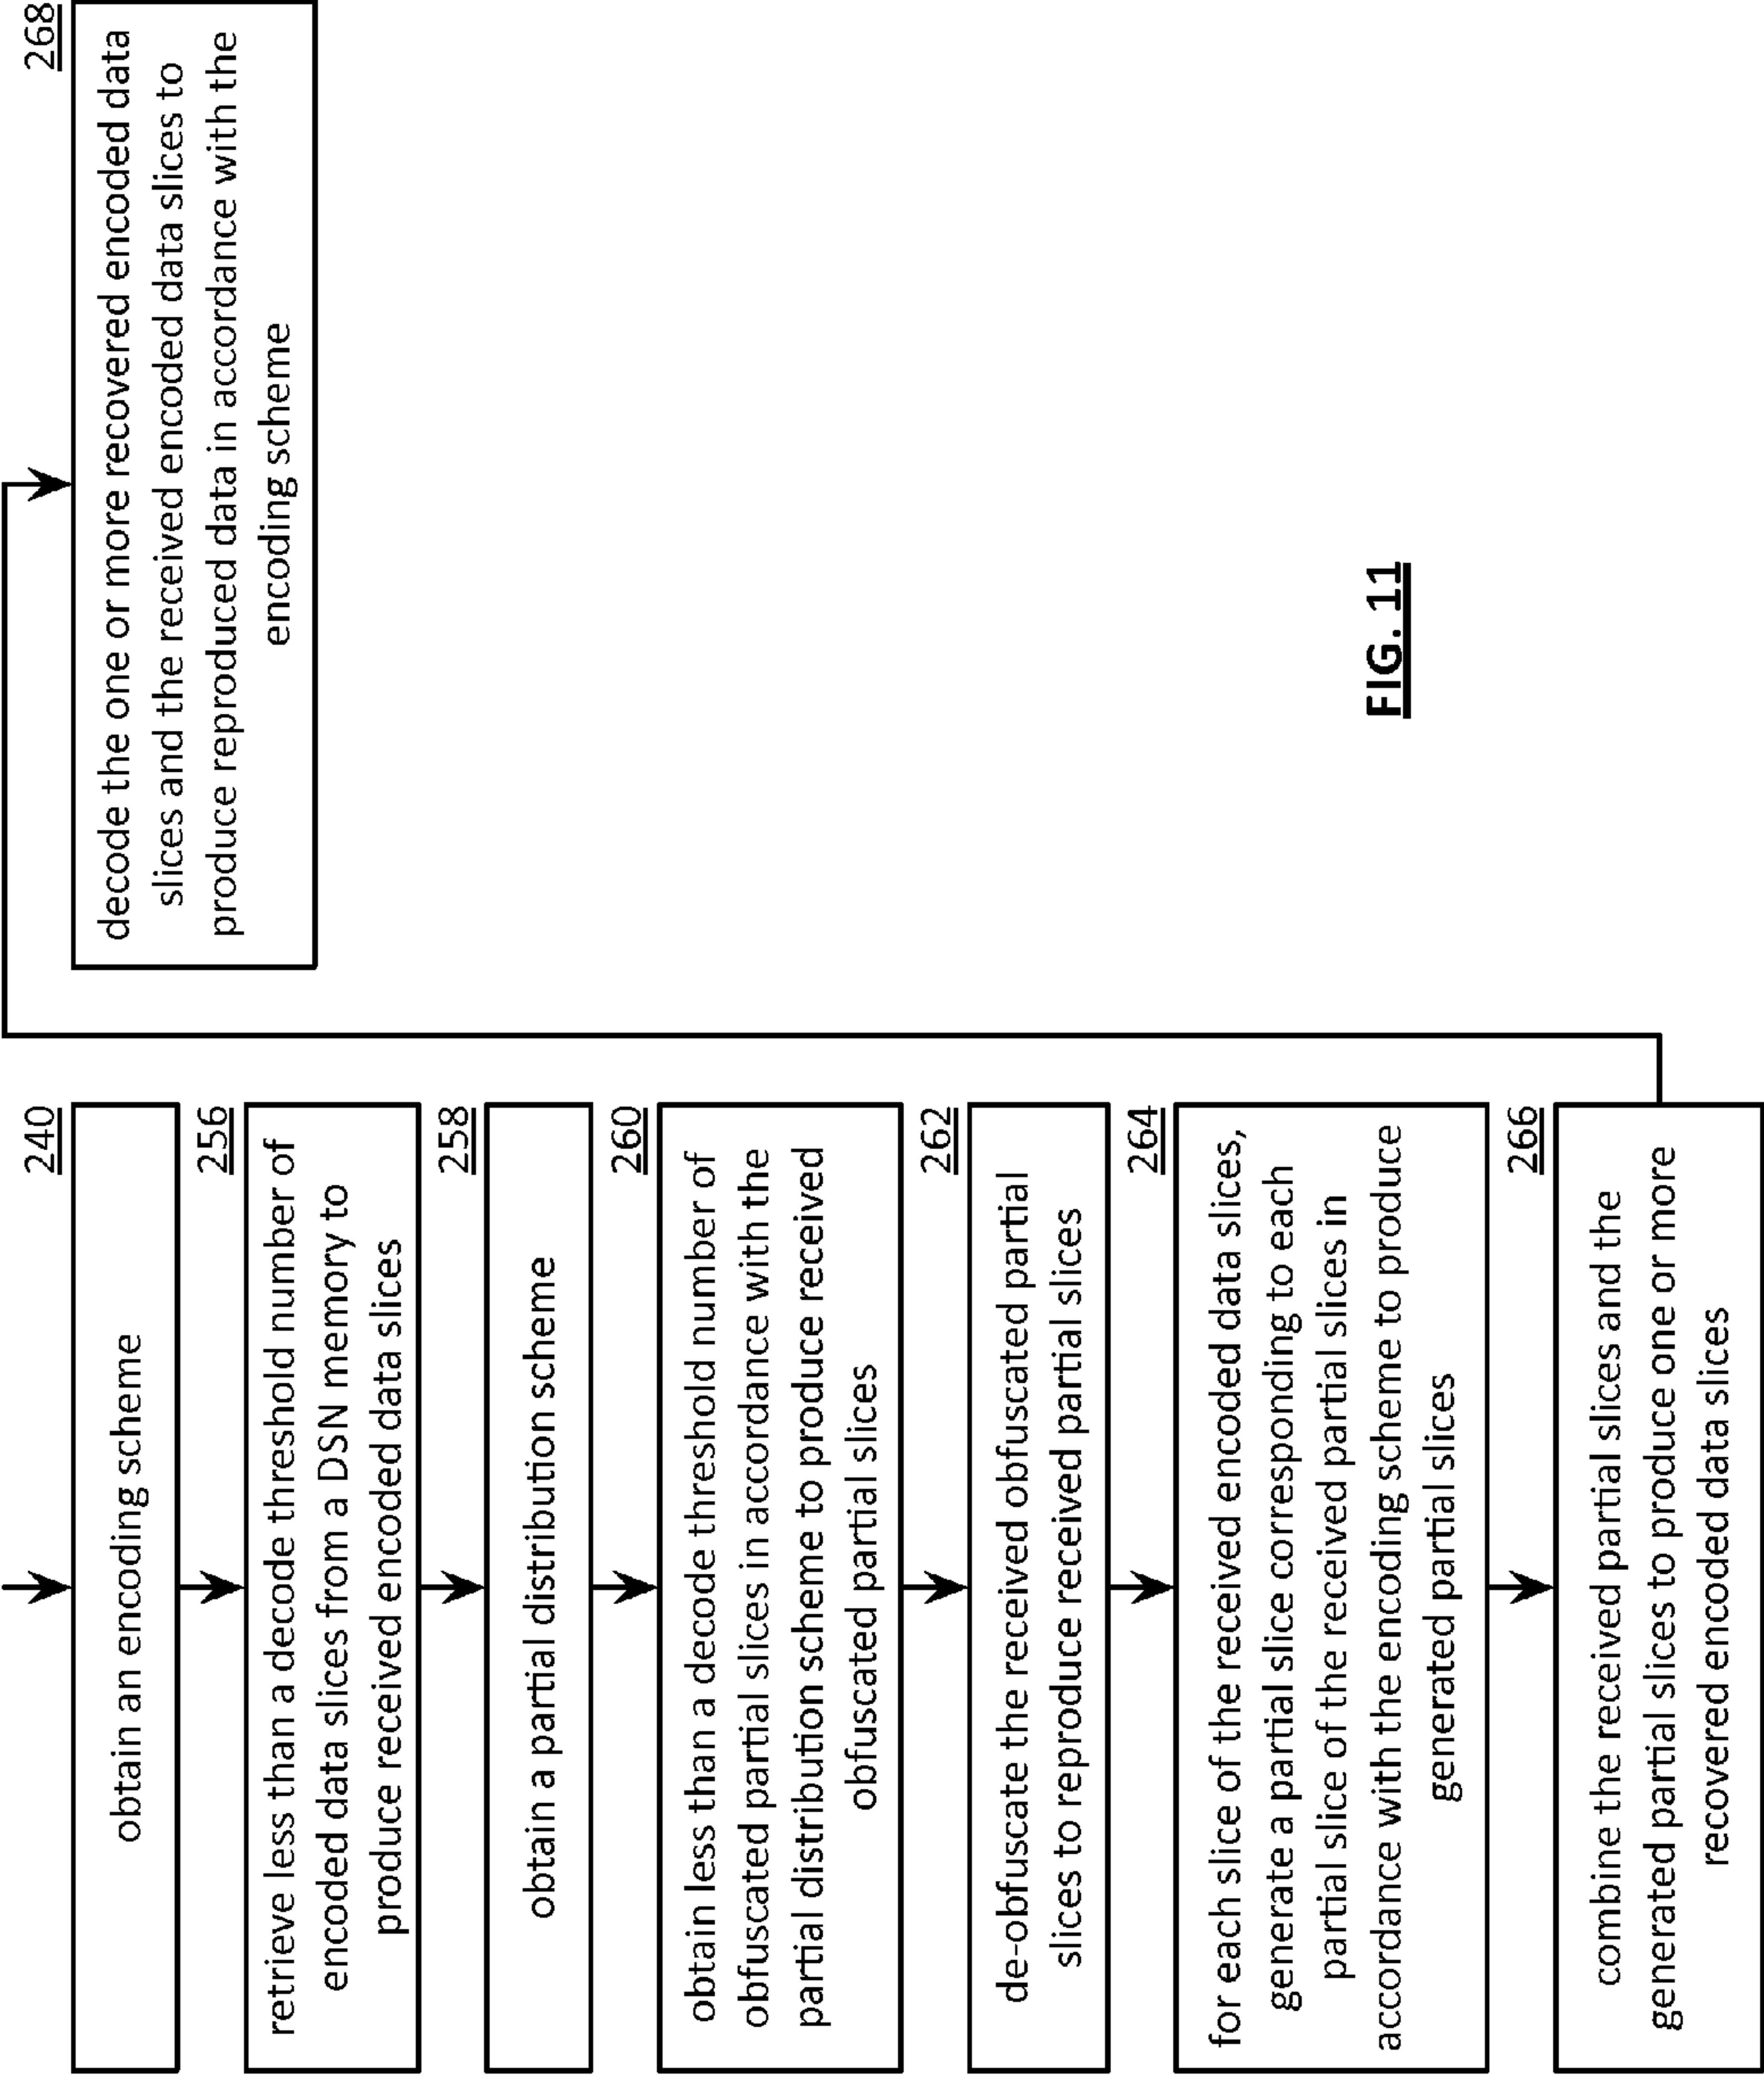 240
obtain an encoding scheme
256
retrieve less than a decode threshold number of
encoded data slices from a DSN memory to
produce received encoded data slices
258
obtain a partial distribution scheme
260
obtain less than a decode threshold number of
obfuscated partial slices in accordance with the
partial distribution scheme to produce received
obfuscated partial slices
262
de-obfuscate the received obfuscated partial
slices to reproduce received partial slices
264
for each slice of the received encoded data slices,
generate a partial slice corresponding to each
partial slice of the received partial slices in
accordance with the encoding scheme to produce
generated partial slices
266
combine the received partial slices and the
generated partial slices to produce one or more
recovered encoded data slices
268
decode the one or more recovered encoded data
slices and the received encoded data slices to
produce reproduced data in accordance with the
encoding scheme
FIG. 11